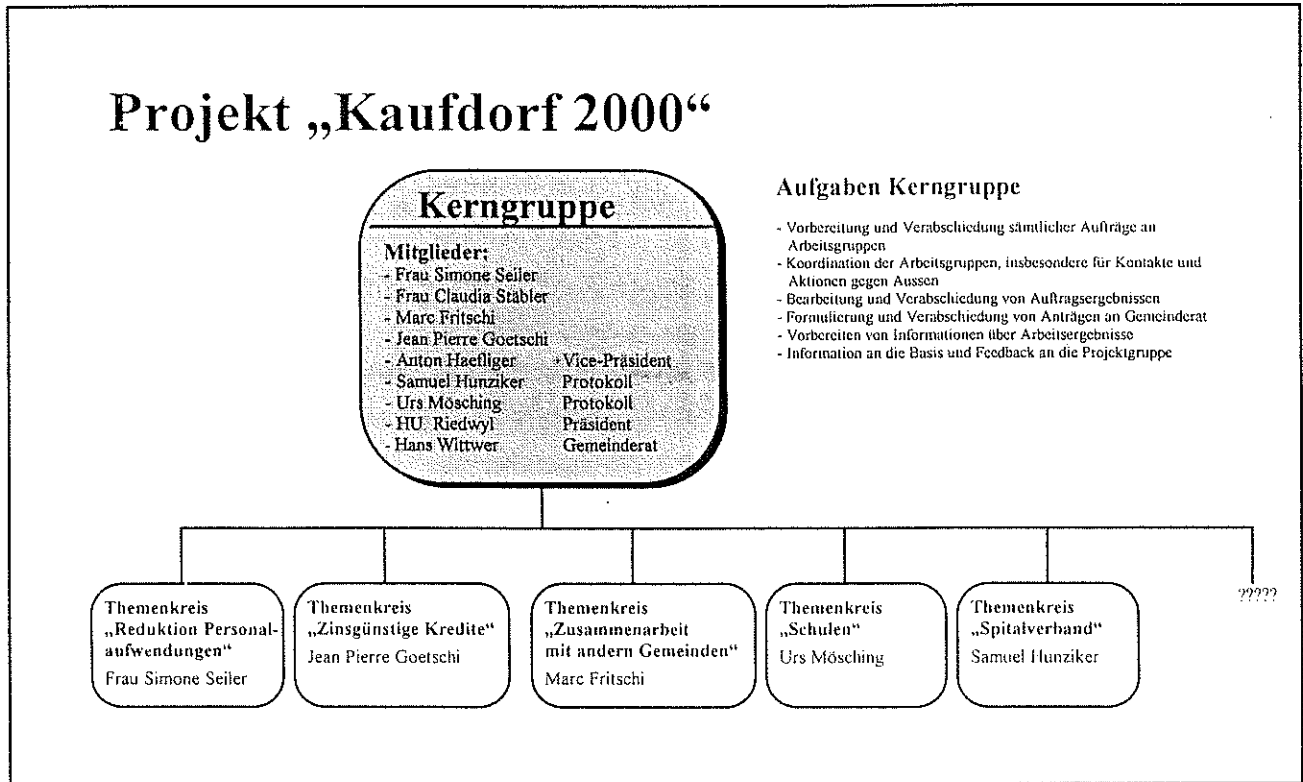 Projekt „Kaufdorf 2000“
Kerngruppe
Mitglieder:
- Frau Simone Seiler
- Frau Claudia Stabler
- Marc Fritschi
- Jean Pierre Goetschi
- Anton Haefliger - Vice-Präsident
- Samuel Hunziker Protokoll
- Urs Mösching Protokoll
- HU. Riedwyl Präsident
- Hans Wittwer Gemeinderat
Aufgaben Kerngruppe
- Vorbereitung und Verabschiedung sämtlicher Aufträge an
Arbeitsgruppen
- Koordination der Arbeitsgruppen, insbesondere für Kontakte und
Aktionen gegen Aussen
- Bearbeitung und Verabschiedung von Auftragsergebnissen
- Formulierung und Verabschiedung von Anträgen an Gemeinderat
- Vorbereiten von Informationen über Arbeitsergebnisse
- Information an die Basis und Feedback an die Projektgruppe
Themenkreis
„Reduktion Personal-
aufwendungen“
Frau Simone Seiler
Themenkreis
„Zinsgünstige Kredite“
Jean Pierre Goetschi
Themenkreis
„Zusammenarbeit
mit andern Gemeinden“
Marc Fritschi
Themenkreis
„Schulen“
Urs Mösching
Themenkreis
„Spitalverband“
Samuel Hunziker
?????